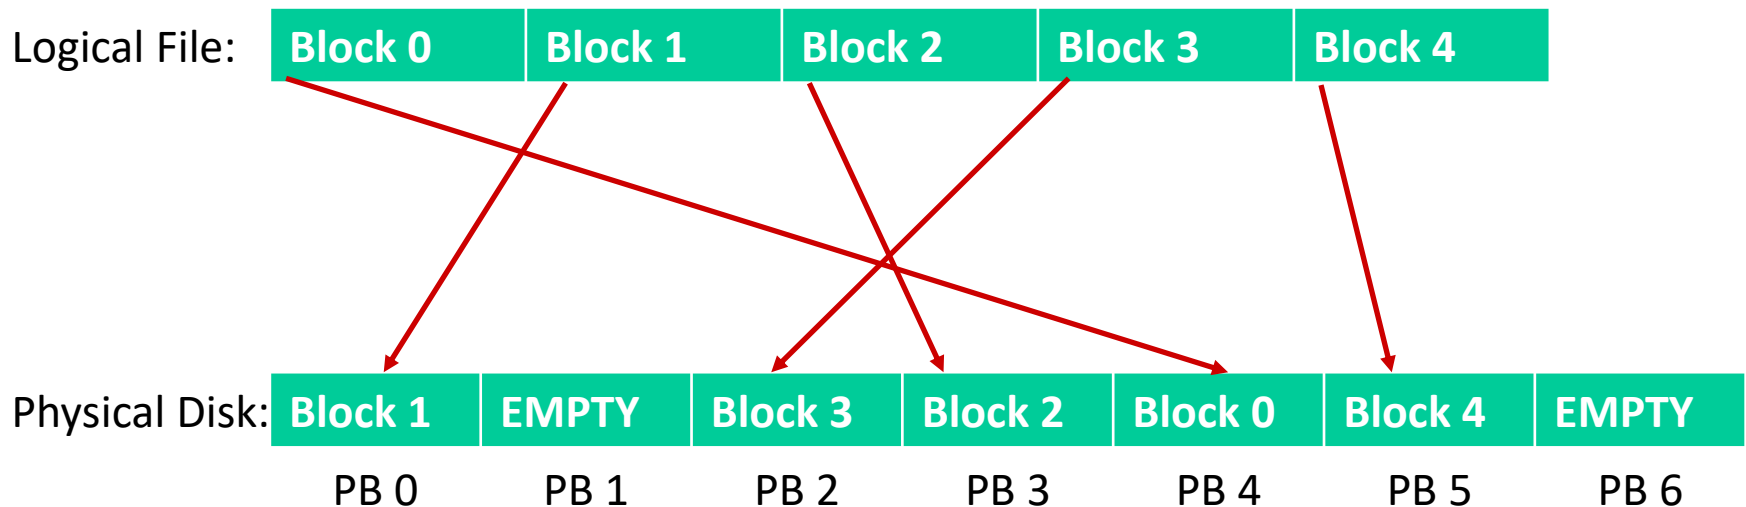 Logical File: Block 0 Block 1 Block 2 Block 3 Block 4
Physical Disk: Block 1 EMPTY Block 3 Block 2 Block 0 Block 4 EMPTY
PB 0 PB 1 PB 2 PB 3 PB 4 PB 5 PB 6